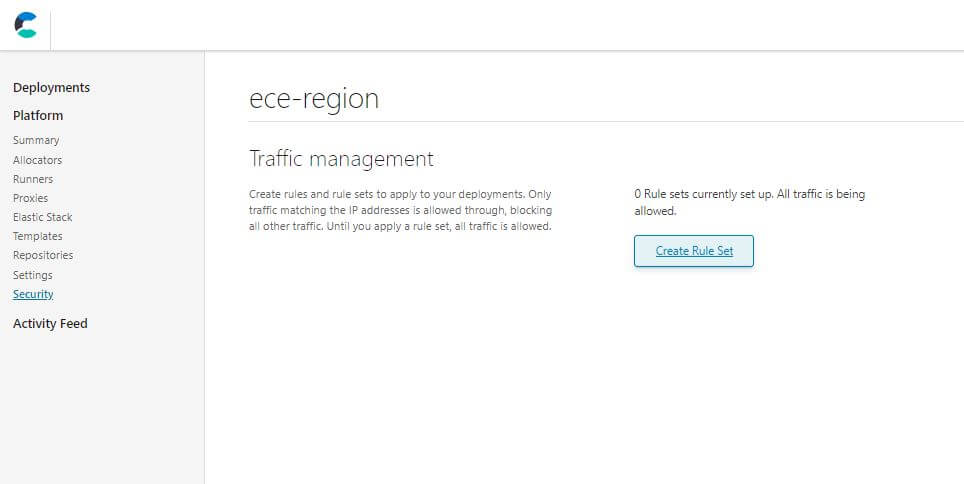 Deployments
Platform
Summary
Allocators
Runners
Proxies
Elastic Stack
Templates
Repositories
Settings
Security
Activity Feed
ece-region
Traffic management
Create rules and rule sets to apply to your deployments. Only
traffic matching the IP addresses is allowed through, blocking
all other traffic. Until you apply a rule set, all traffic is allowed.
0 Rule sets currently set up. All traffic is being
allowed.
Create Rule Set